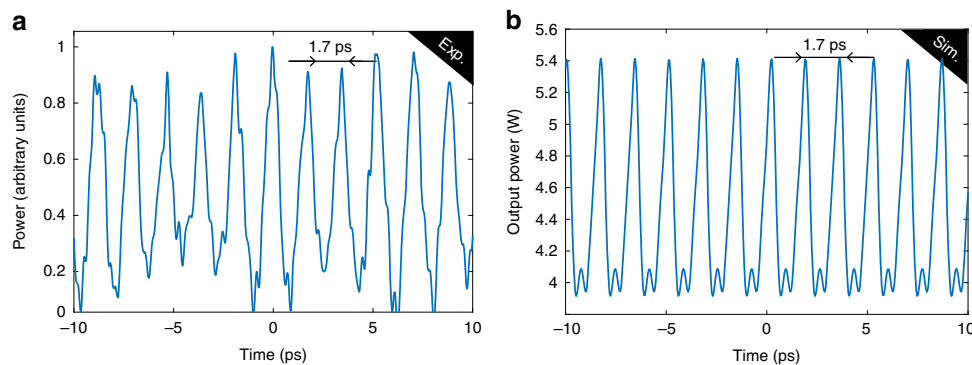 a
Exp.
1.7 ps
Power (arbitrary units)
1
0.8
0.6
0.4
0.2
0
−10
−5
0
5
10
Time (ps)
b
Sim.
1.7 ps
Output power (W)
5.6
5.4
5.2
5
4.8
4.6
4.4
4.2
4
−10
−5
0
5
10
Time (ps)